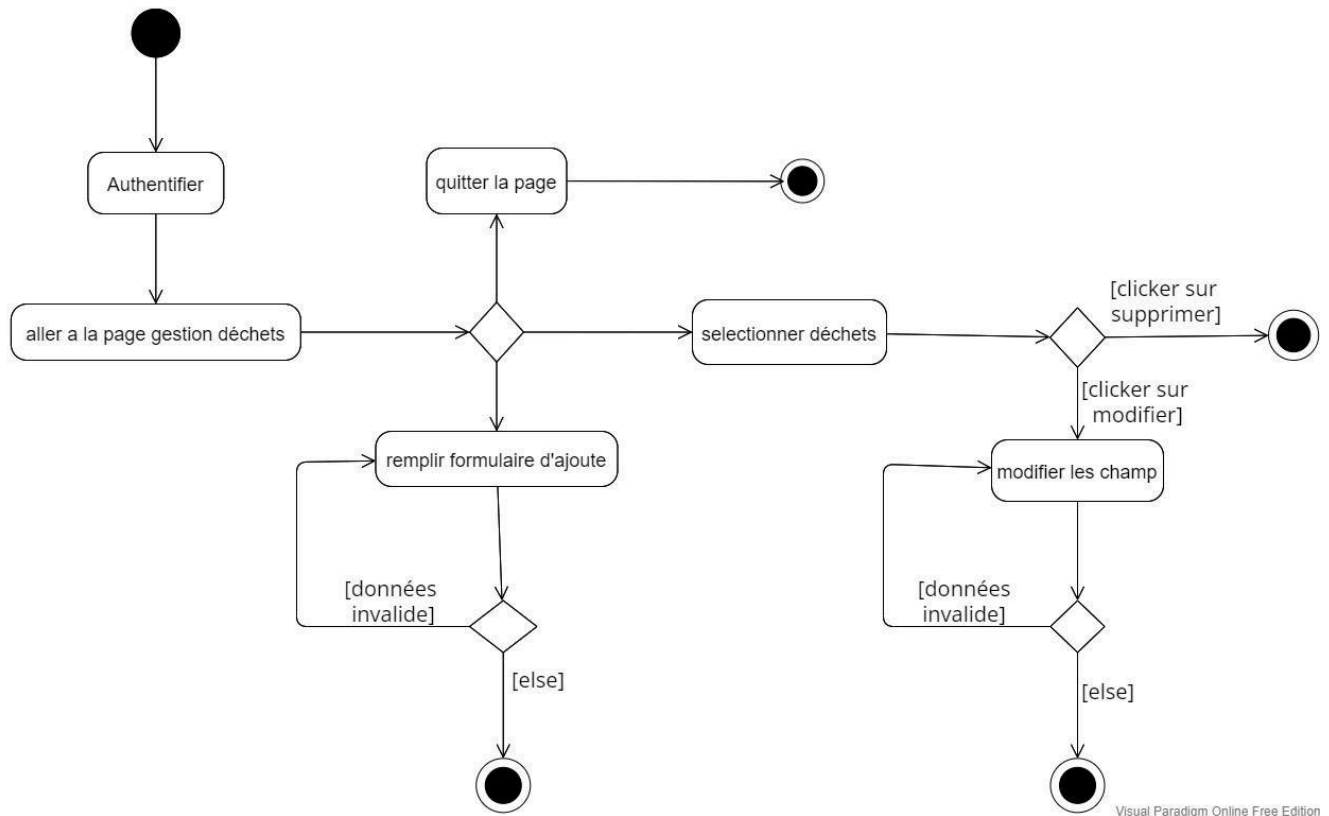 Authentifier
quitter la page
aller a la page gestion déchets
selectionner déchets
[clicker sur
supprimer]
[clicker sur
modifier]
remplir formulaire d'ajoute
modifier les champ
[données
invalide]
[données
invalide]
[else]
[else]
Visual Paradigm Online Free Edition